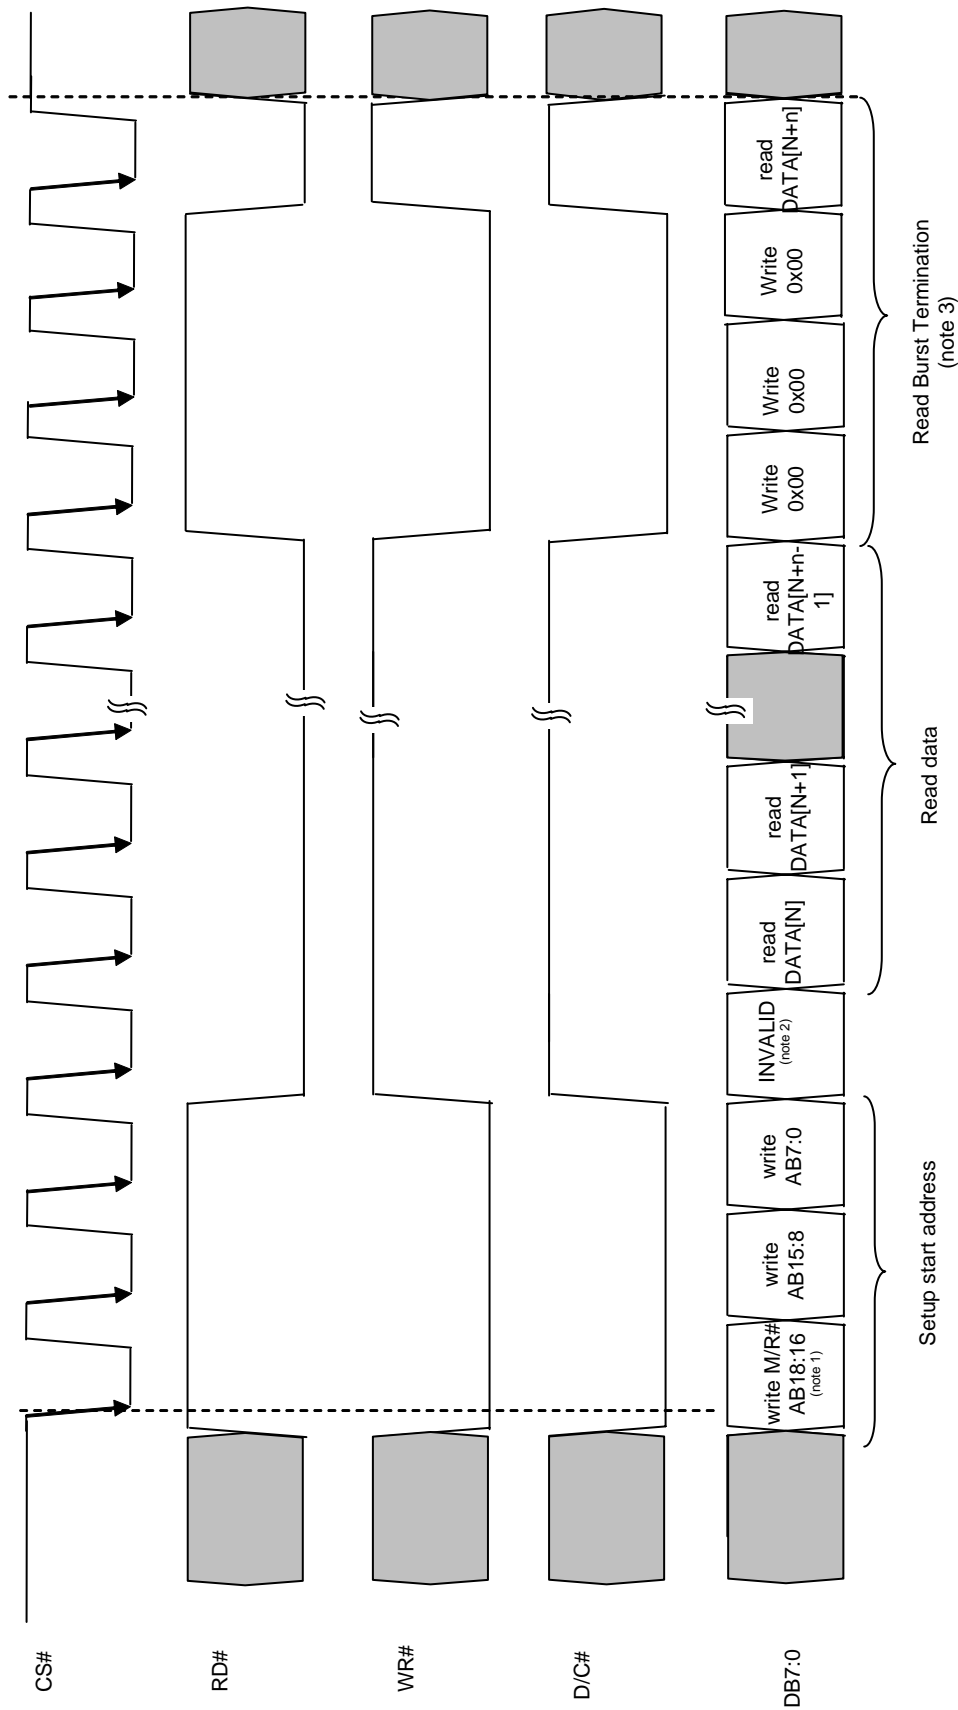 CS#
RD#
WR#
D/C#
DB7:0
write M/R#
AB18:16
(note 1)
write
AB15:8
write
AB7:0
INVALID
(note 2)
read
DATA[N]
read
DATA[N+1]
read
DATA[N+n-
1]
Write
0x00
Write
0x00
Write
0x00
read
DATA[N+n]
Setup start address
Read data
Read Burst Termination
(note 3)